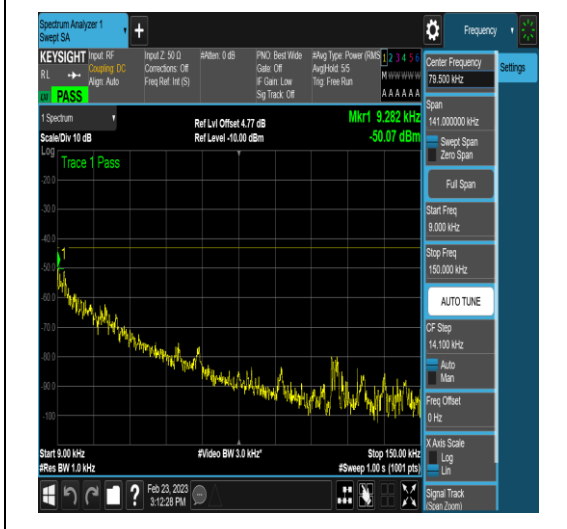 Spectrum Analyzer 1
Swept SA
+
Frequency
KEYSIGHT
Input: RF
Coupling: DC
Align: Auto
RL
PASS
Input Z: 50 Ω
Corrections: Off
Freq Ref: Int (S)
#Atten: 0 dB
PNO: Best Wide
Gate: Off
IF Gain: Low
Sig Track: Off
#Avg Type: Power (RMS
Avg|Hold: 5/5
Trig: Free Run
1 2 3 4 5 6
M W W W W W
A A A A A A
1 Spectrum
Scale/Div 10 dB
Ref Lvl Offset 4.77 dB
Ref Level -10.00 dBm
Mkr1 9.282 kHz
-50.07 dBm
Log
Trace 1 Pass
-20.0
-30.0
-40.0
-50.0
-60.0
-70.0
-80.0
-90.0
-100
1
Start 9.00 kHz
#Res BW 1.0 kHz
#Video BW 3.0 kHz*
Stop 150.00 kHz
#Sweep 1.00 s (1001 pts)
?
Feb 23, 2023
3:12:28 PM
Center Frequency
79.500 kHz
Settings
Span
141.000000 kHz
Swept Span
Zero Span
Full Span
Start Freq
9.000 kHz
Stop Freq
150.000 kHz
AUTO TUNE
CF Step
14.100 kHz
Auto
Man
Freq Offset
0 Hz
X Axis Scale
Log
Lin
Signal Track
(Span Zoom)